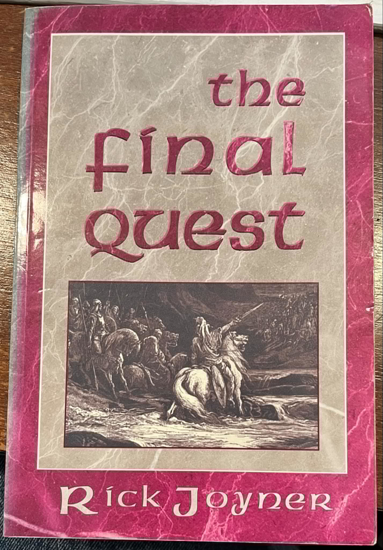 the
final
quest
Rick Joyner